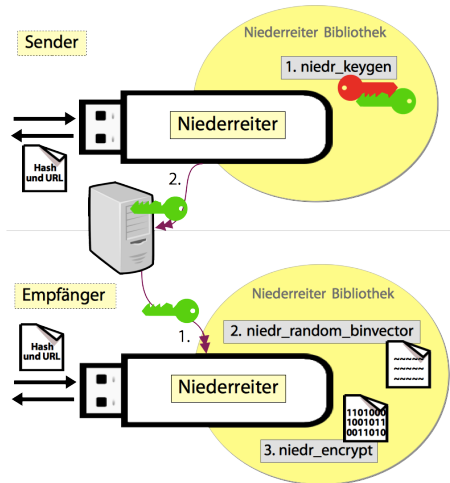 Sender
Niederreiter Bibliothek
1. niedr_keygen
Niederreiter
Hash
und URL
2.
Empfänger
Niederreiter Bibliothek
1.
2. niedr_random_binvector
Hash
und URL
~~~~~
~~~~~
~~~~~
Niederreiter
1101000
1001011
0011010
3. niedr_encrypt